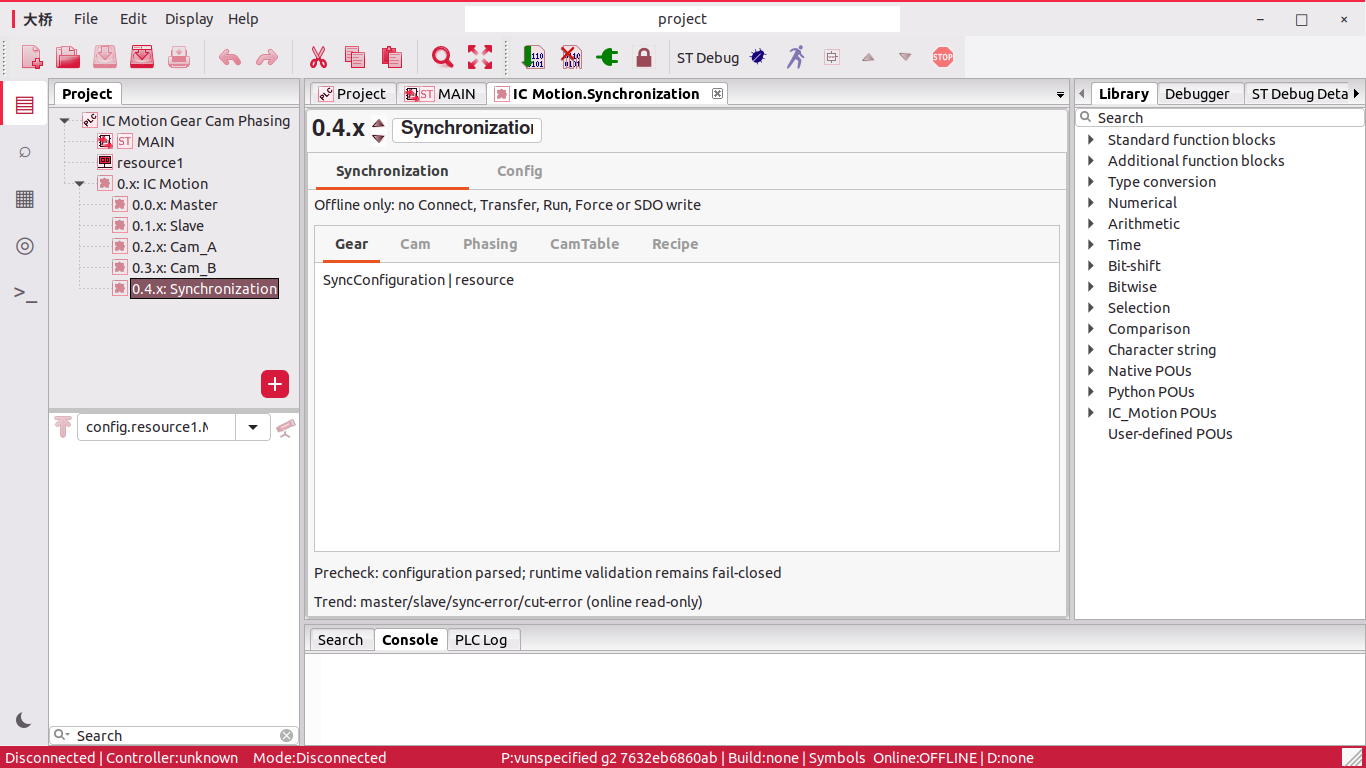 大桥 File Edit Display Help project
ST Debug STOP
Project
IC Motion Gear Cam Phasing
ST MAIN
resource1
0.x: IC Motion
0.0.x: Master
0.1.x: Slave
0.2.x: Cam_A
0.3.x: Cam_B
0.4.x: Synchronization
config.resource1.
Search
Project ST MAIN IC Motion.Synchronization
0.4.x Synchronization
Synchronization Config
Offline only: no Connect, Transfer, Run, Force or SDO write
Gear Cam Phasing CamTable Recipe
SyncConfiguration | resource
Precheck: configuration parsed; runtime validation remains fail-closed
Trend: master/slave/sync-error/cut-error (online read-only)
Search Console PLC Log
Library Debugger ST Debug Deta
Search
Standard function blocks
Additional function blocks
Type conversion
Numerical
Arithmetic
Time
Bit-shift
Bitwise
Selection
Comparison
Character string
Native POUs
Python POUs
IC_Motion POUs
User-defined POUs
Disconnected | Controller:unknown Mode:Disconnected P:vunspecified g2 7632eb6860ab | Build:none | Symbols Online:OFFLINE | D:none